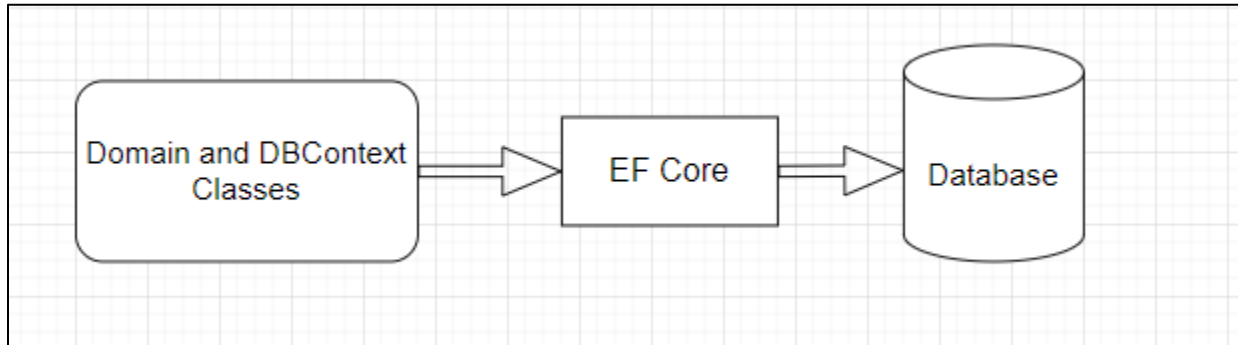 Domain and DBContext
Classes
EF Core
Database